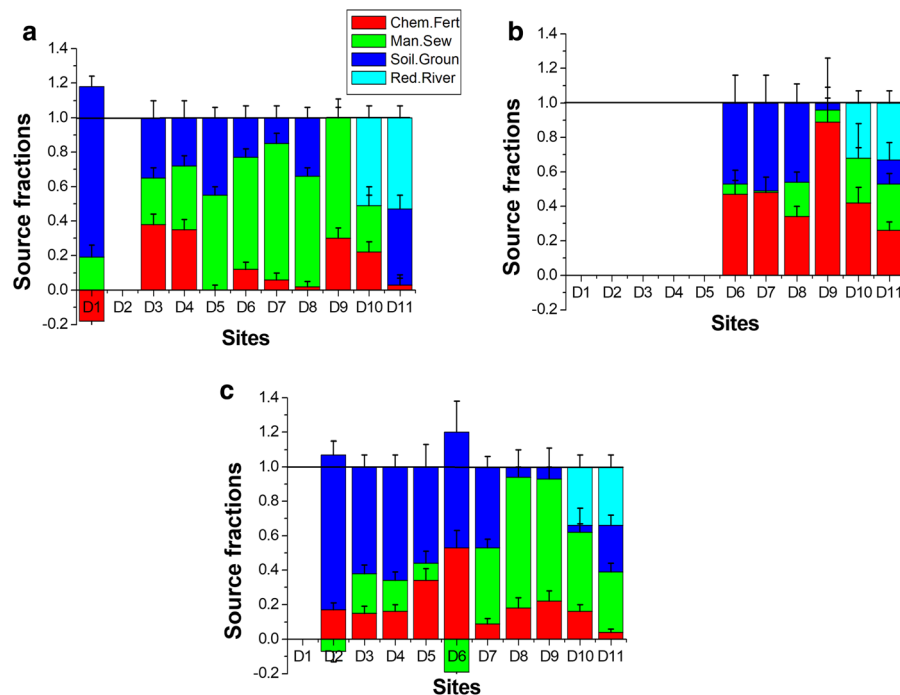 a
Chem.Fert
Man.Sew
Soil.Groun
Red.River
1.4
1.2
1.0
0.8
0.6
0.4
0.2
0.0
-0.2
Source fractions
D1 D2 D3 D4 D5 D6 D7 D8 D9 D10 D11
Sites
b
1.4
1.2
1.0
0.8
0.6
0.4
0.2
0.0
-0.2
Source fractions
D1 D2 D3 D4 D5 D6 D7 D8 D9 D10 D11
Sites
c
1.4
1.2
1.0
0.8
0.6
0.4
0.2
0.0
-0.2
Source fractions
D1 D2 D3 D4 D5 D6 D7 D8 D9 D10 D11
Sites